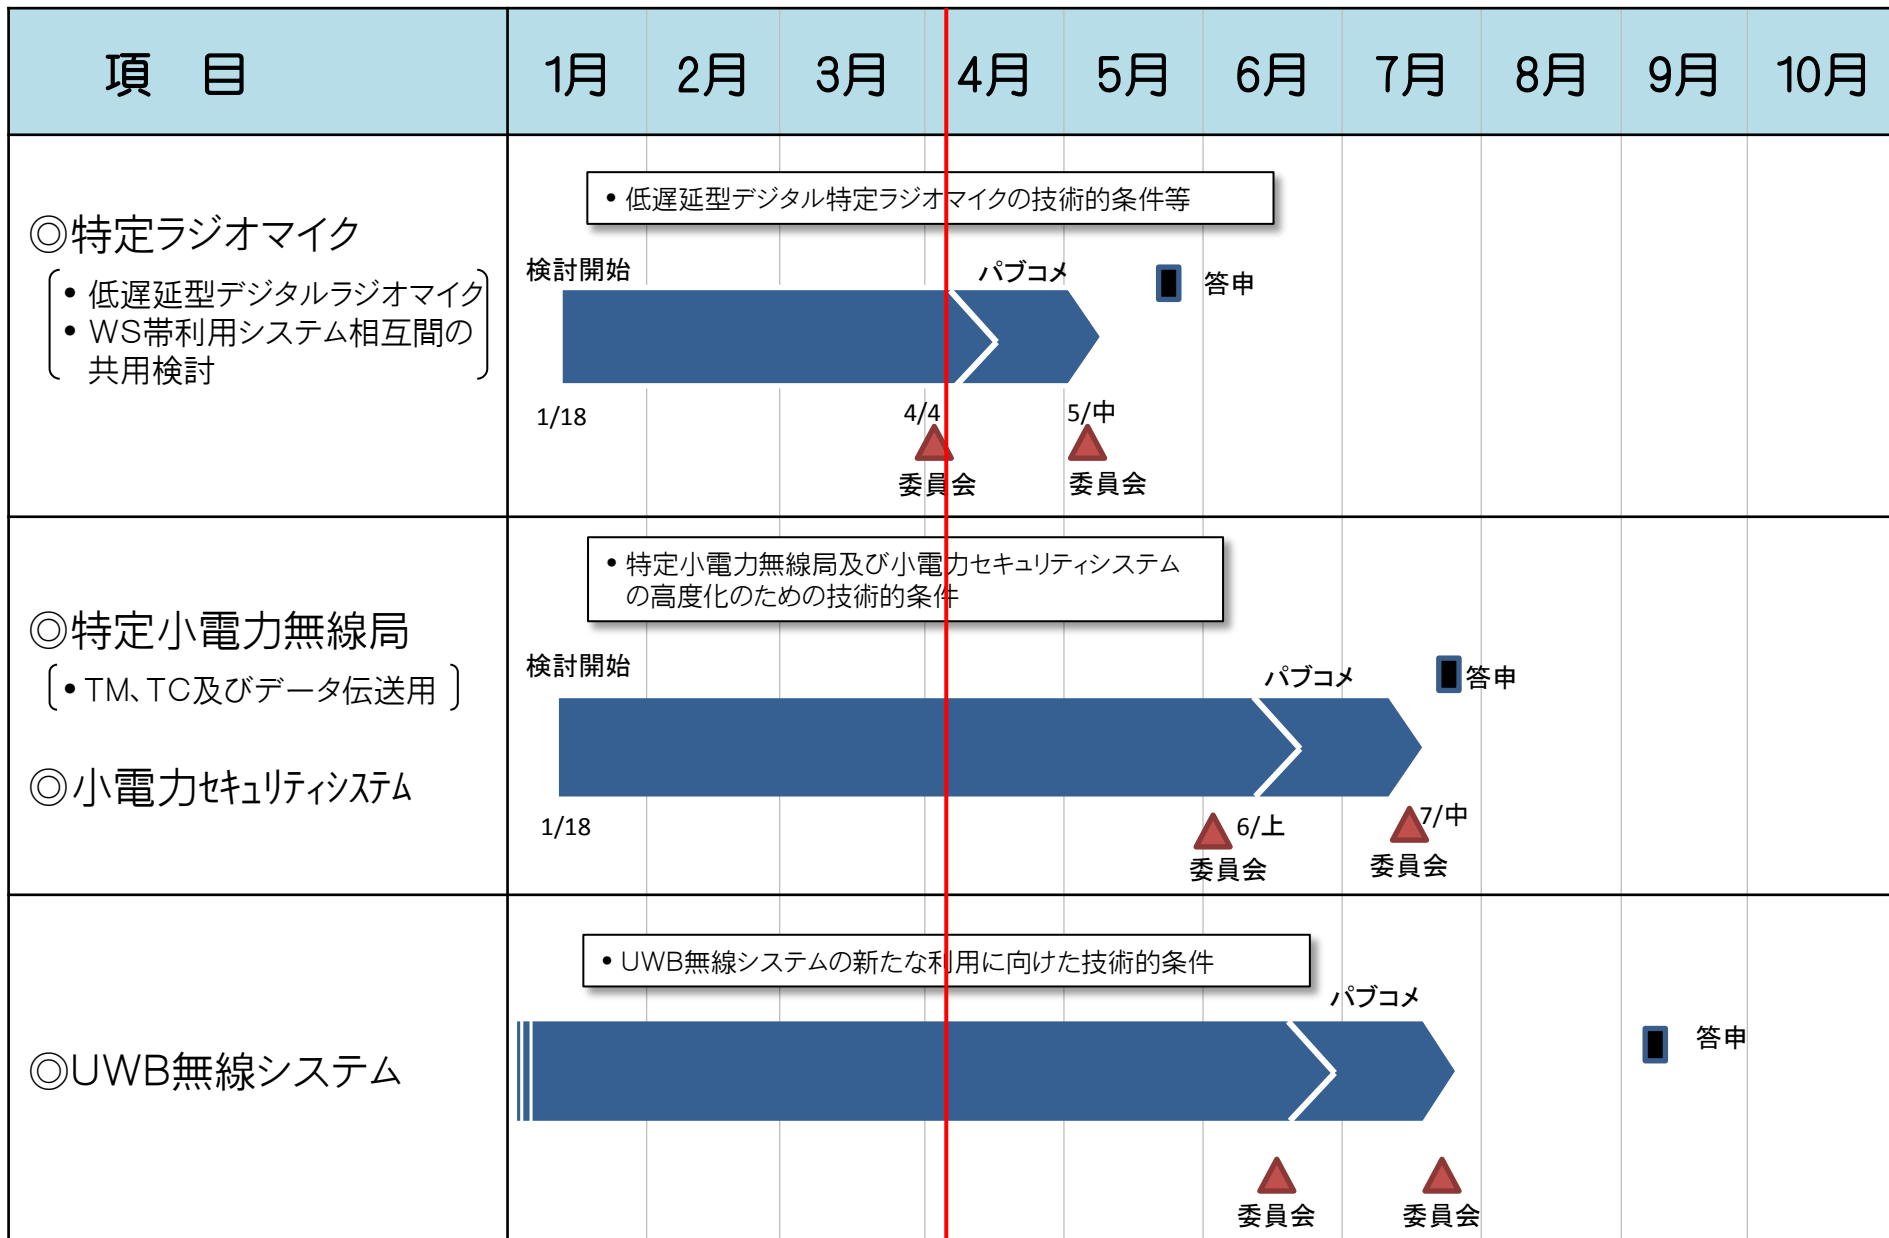 項 目
1月 2月 3月 4月 5月 6月 7月 8月 9月 10月
◎特定ラジオマイク
• 低遅延型デジタルラジオマイク
• WS帯利用システム相互間の
共用検討
• 低遅延型デジタル特定ラジオマイクの技術的条件等
検討開始
パブコメ
答申
1/18
4/4
5/中
委員会
委員会
◎特定小電力無線局
• TM、TC及びデータ伝送用
◎小電力セキュリティシステム
• 特定小電力無線局及び小電力セキュリティシステム
の高度化のための技術的条件
検討開始
パブコメ
答申
1/18
6/上
7/中
委員会
委員会
◎UWB無線システム
• UWB無線システムの新たな利用に向けた技術的条件
パブコメ
答申
委員会
委員会